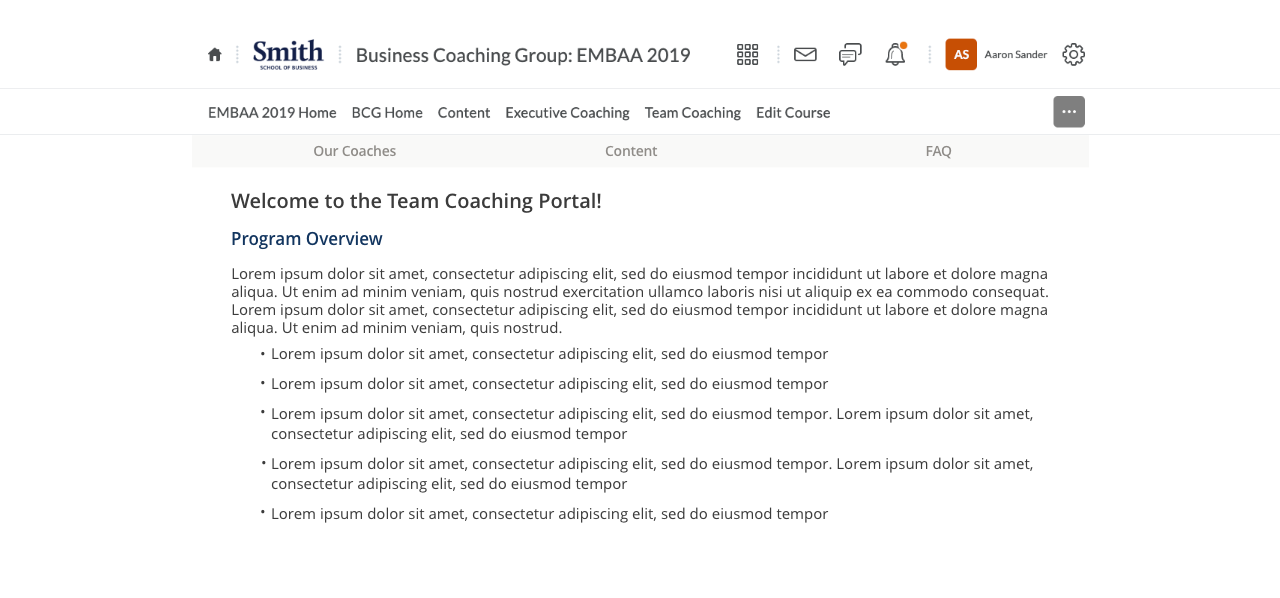 Smith
SCHOOL OF BUSINESS
Business Coaching Group: EMBAA 2019
AS
Aaron Sander
EMBAA 2019 Home BCG Home Content Executive Coaching Team Coaching Edit Course
Our Coaches Content FAQ
Welcome to the Team Coaching Portal!
Program Overview
Lorem ipsum dolor sit amet, consectetur adipiscing elit, sed do eiusmod tempor incididunt ut labore et dolore magna
aliqua. Ut enim ad minim veniam, quis nostrud exercitation ullamco laboris nisi ut aliquip ex ea commodo consequat.
Lorem ipsum dolor sit amet, consectetur adipiscing elit, sed do eiusmod tempor incididunt ut labore et dolore magna
aliqua. Ut enim ad minim veniam, quis nostrud.
• Lorem ipsum dolor sit amet, consectetur adipiscing elit, sed do eiusmod tempor
• Lorem ipsum dolor sit amet, consectetur adipiscing elit, sed do eiusmod tempor
• Lorem ipsum dolor sit amet, consectetur adipiscing elit, sed do eiusmod tempor. Lorem ipsum dolor sit amet,
consectetur adipiscing elit, sed do eiusmod tempor
• Lorem ipsum dolor sit amet, consectetur adipiscing elit, sed do eiusmod tempor. Lorem ipsum dolor sit amet,
consectetur adipiscing elit, sed do eiusmod tempor
• Lorem ipsum dolor sit amet, consectetur adipiscing elit, sed do eiusmod tempor